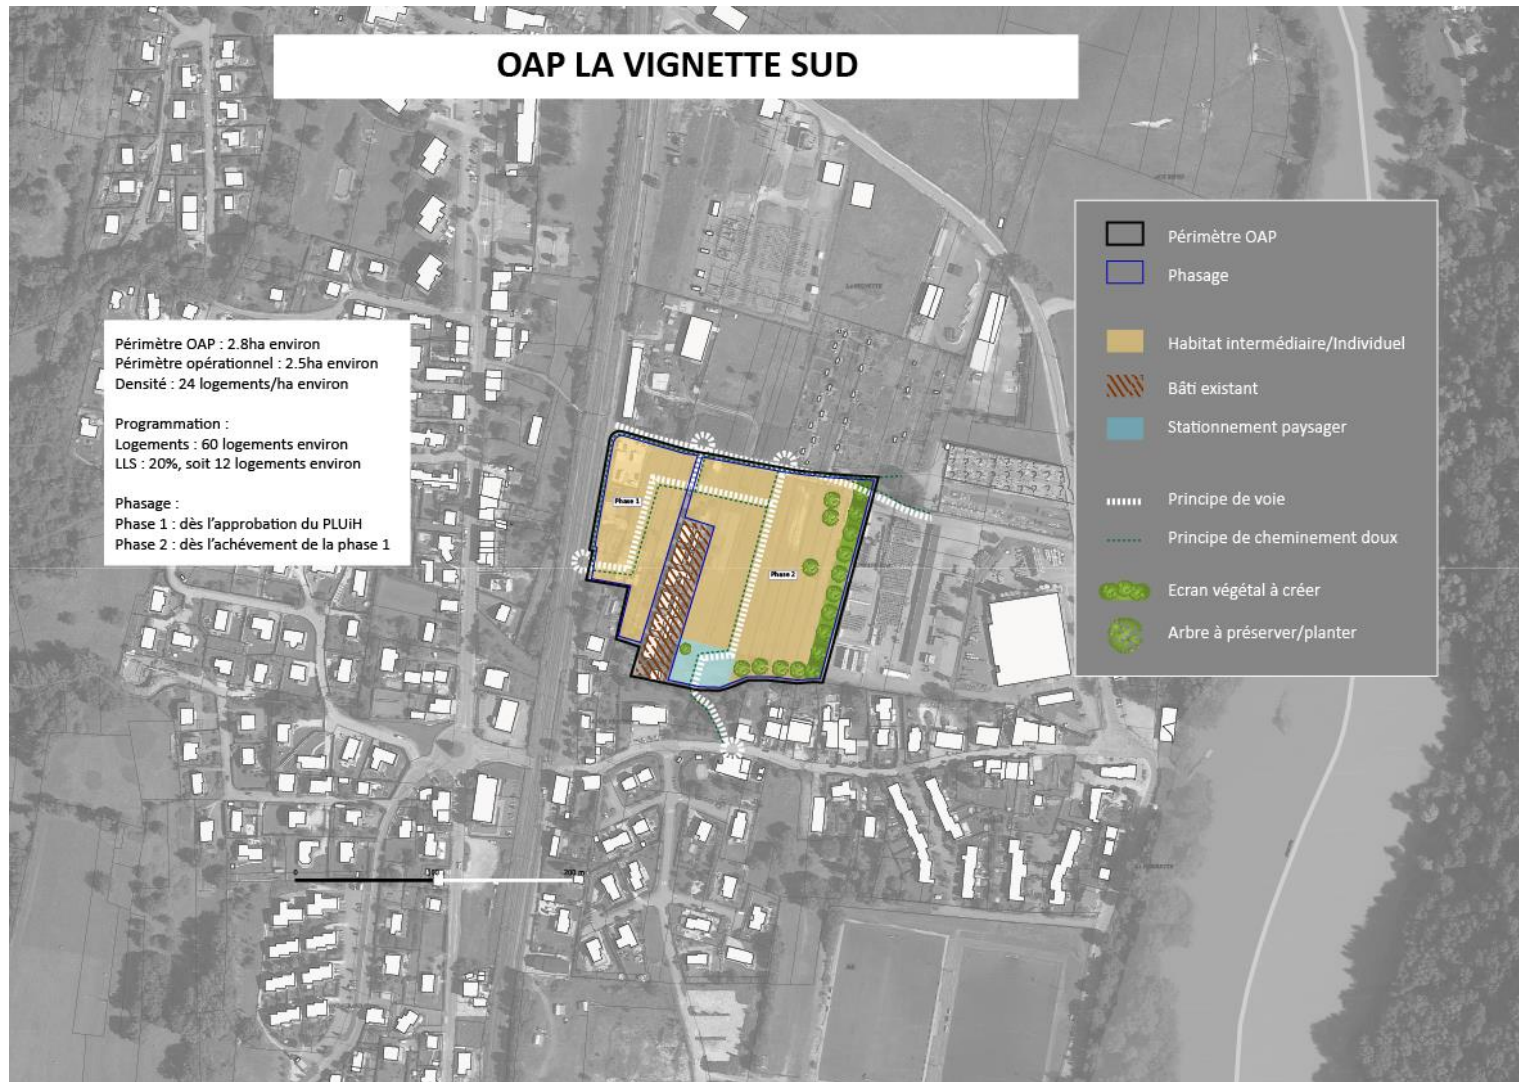 OAP LA VIGNETTE SUD
Périmètre OAP : 2.8ha environ
Périmètre opérationnel : 2.5ha environ
Densité : 24 logements/ha environ
Programmation :
Logements : 60 logements environ
LLS : 20%, soit 12 logements environ
Phasage :
Phase 1 : dès l'approbation du PLUiH
Phase 2 : dès l'achévement de la phase 1
Périmètre OAP
Phasage
Habitat intermédiaire/Individuel
Bâti existant
Stationnement paysager
Principe de voie
Principe de cheminement doux
Ecran végétal à créer
Arbre à préserver/planter
Phase 1
Phase 2
0
200 m